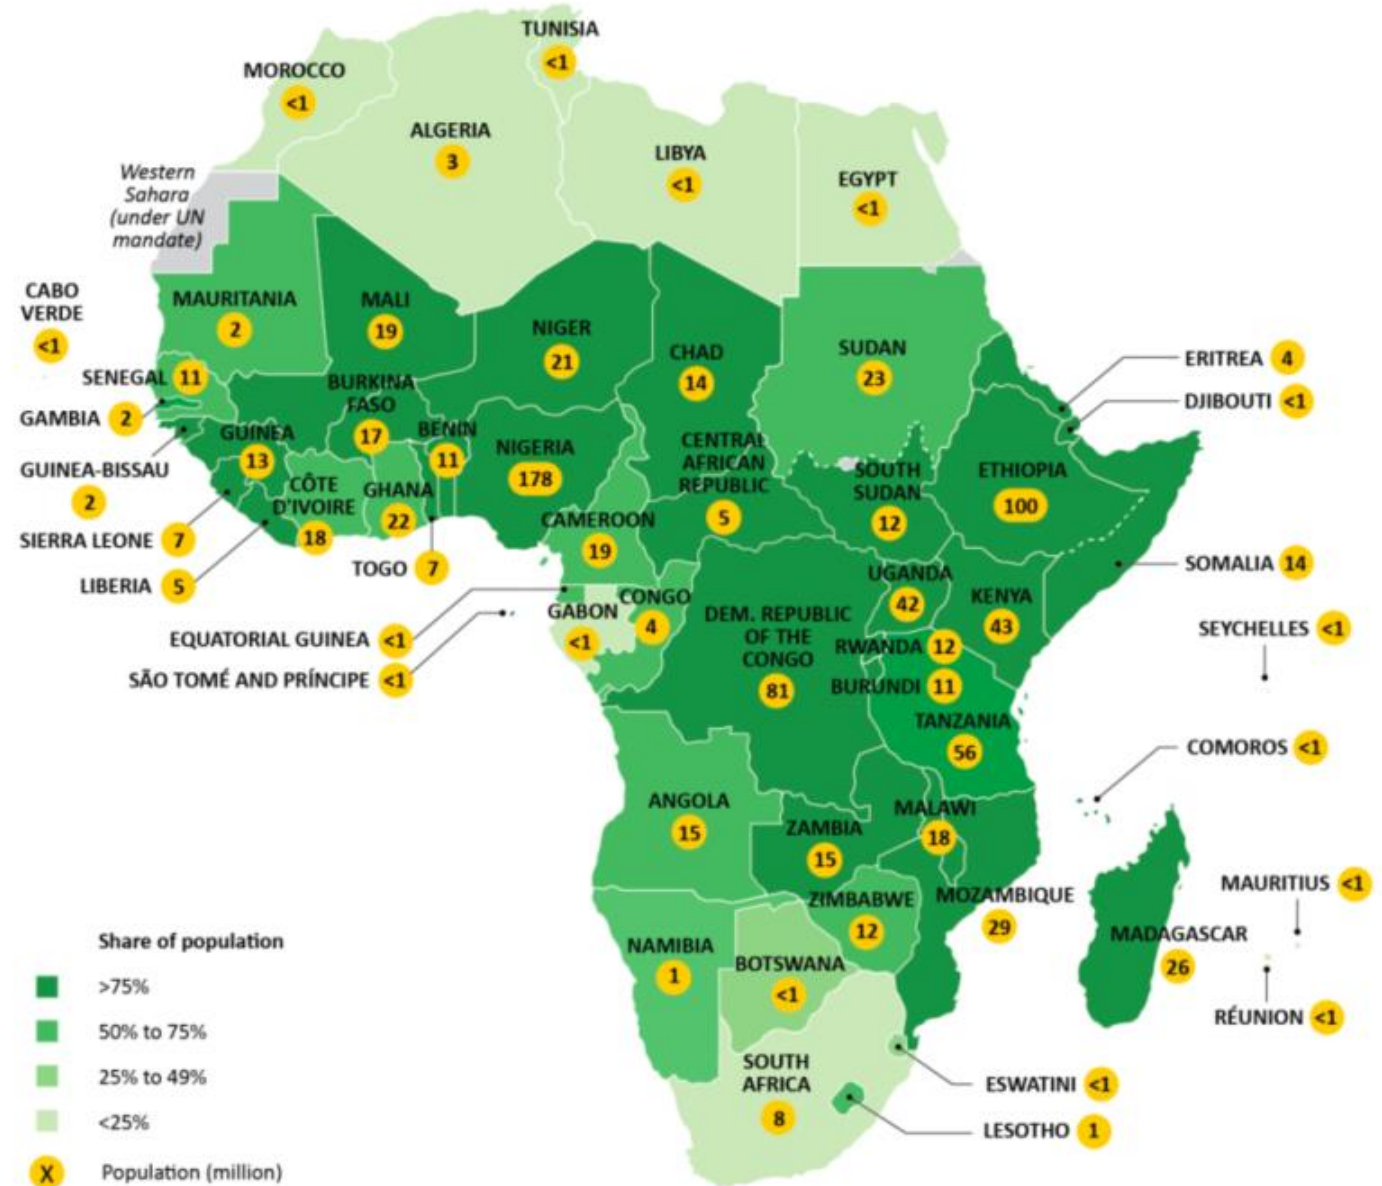 TUNISIA
<1
MOROCCO
<1
ALGERIA
3
LIBYA
<1
EGYPT
<1
Western
Sahara
(under UN
mandate)
CABO
VERDE
<1
MAURITANIA
2
MALI
19
NIGER
21
CHAD
14
SUDAN
23
ERITREA 4
DJIBOUTI <1
SENEGAL 11
GAMBIA 2
BURKINA
FASO
17
BENIN
11
GUINEA
13
NIGERIA
178
CENTRAL
AFRICAN
REPUBLIC
5
SOUTH
SUDAN
12
ETHIOPIA
100
GUINEA-BISSAU
2
CÔTE
D'IVOIRE
18
GHANA
22
CAMEROON
19
SIERRA LEONE 7
LIBERIA 5
TOGO 7
SOMALIA 14
UGANDA
42
KENYA
43
GABON
<1
CONGO
4
DEM. REPUBLIC
OF THE
CONGO
81
EQUATORIAL GUINEA <1
SÃO TOMÉ AND PRÍNCIPE <1
RWANDA 12
BURUNDI 11
SEYCHELLES <1
TANZANIA
56
COMOROS <1
ANGOLA
15
ZAMBIA
15
MALAWI
18
ZIMBABWE
12
MOZAMBIQUE
29
MAURITIUS <1
MADAGASCAR
26
NAMIBIA
1
BOTSWANA
<1
RÉUNION <1
SOUTH
AFRICA
8
ESWATINI <1
LESOTHO 1
Share of population
>75%
50% to 75%
25% to 49%
<25%
X Population (million)